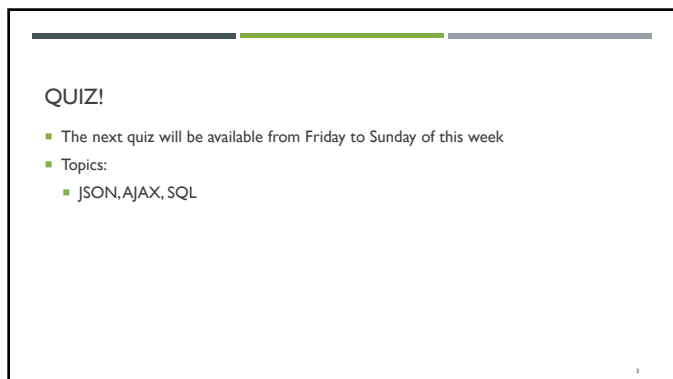 QUIZ!
▪ The next quiz will be available from Friday to Sunday of this week
▪ Topics:
▪ JSON, AJAX, SQL
3